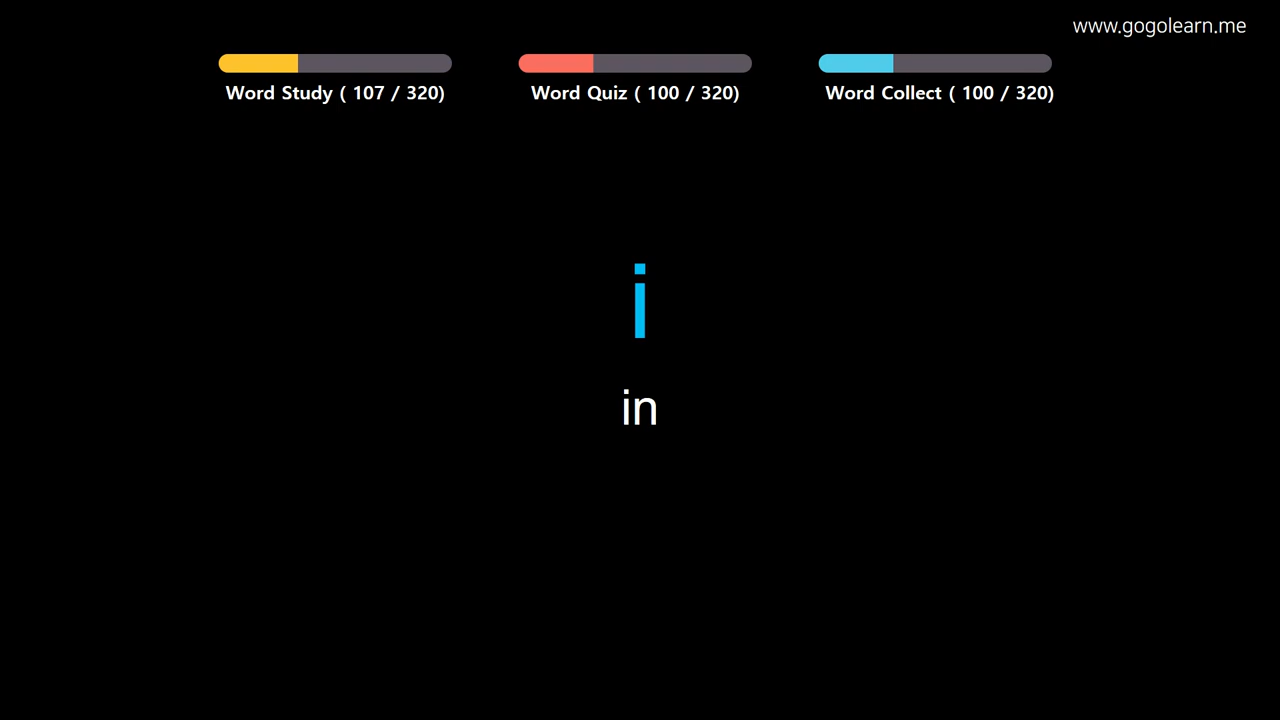 www.gogolearn.me
Word Study ( 107 / 320)
Word Quiz ( 100 / 320)
Word Collect ( 100 / 320)
i
in